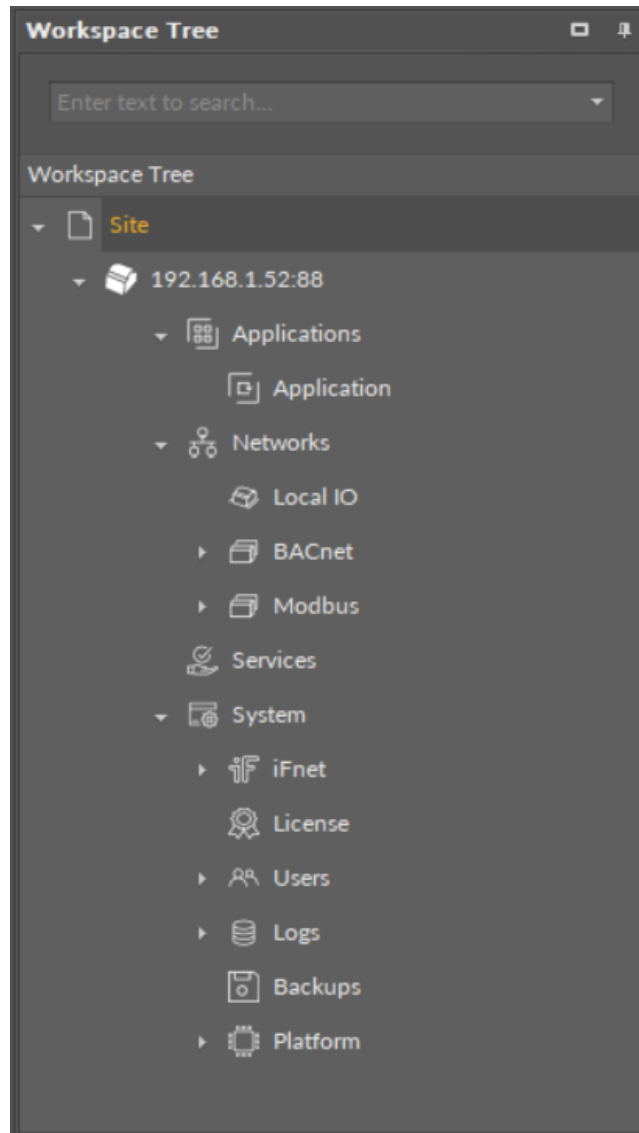 Workspace Tree
Enter text to search...
Workspace Tree
Site
192.168.1.52:88
Applications
Application
Networks
Local IO
BACnet
Modbus
Services
System
iFnet
License
Users
Logs
Backups
Platform